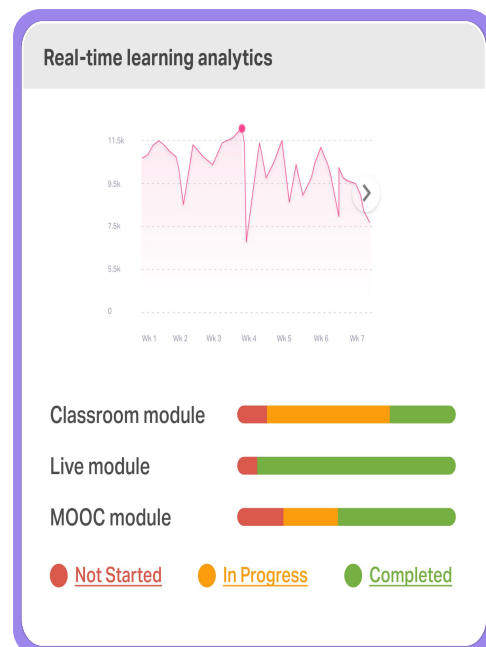 Real-time learning analytics
11.5k
9.5k
7.5k
5.5k
0
Wk 1 Wk 2 Wk 3 Wk 4 Wk 5 Wk 6 Wk 7
Classroom module
Live module
MOOC module
Not Started In Progress Completed